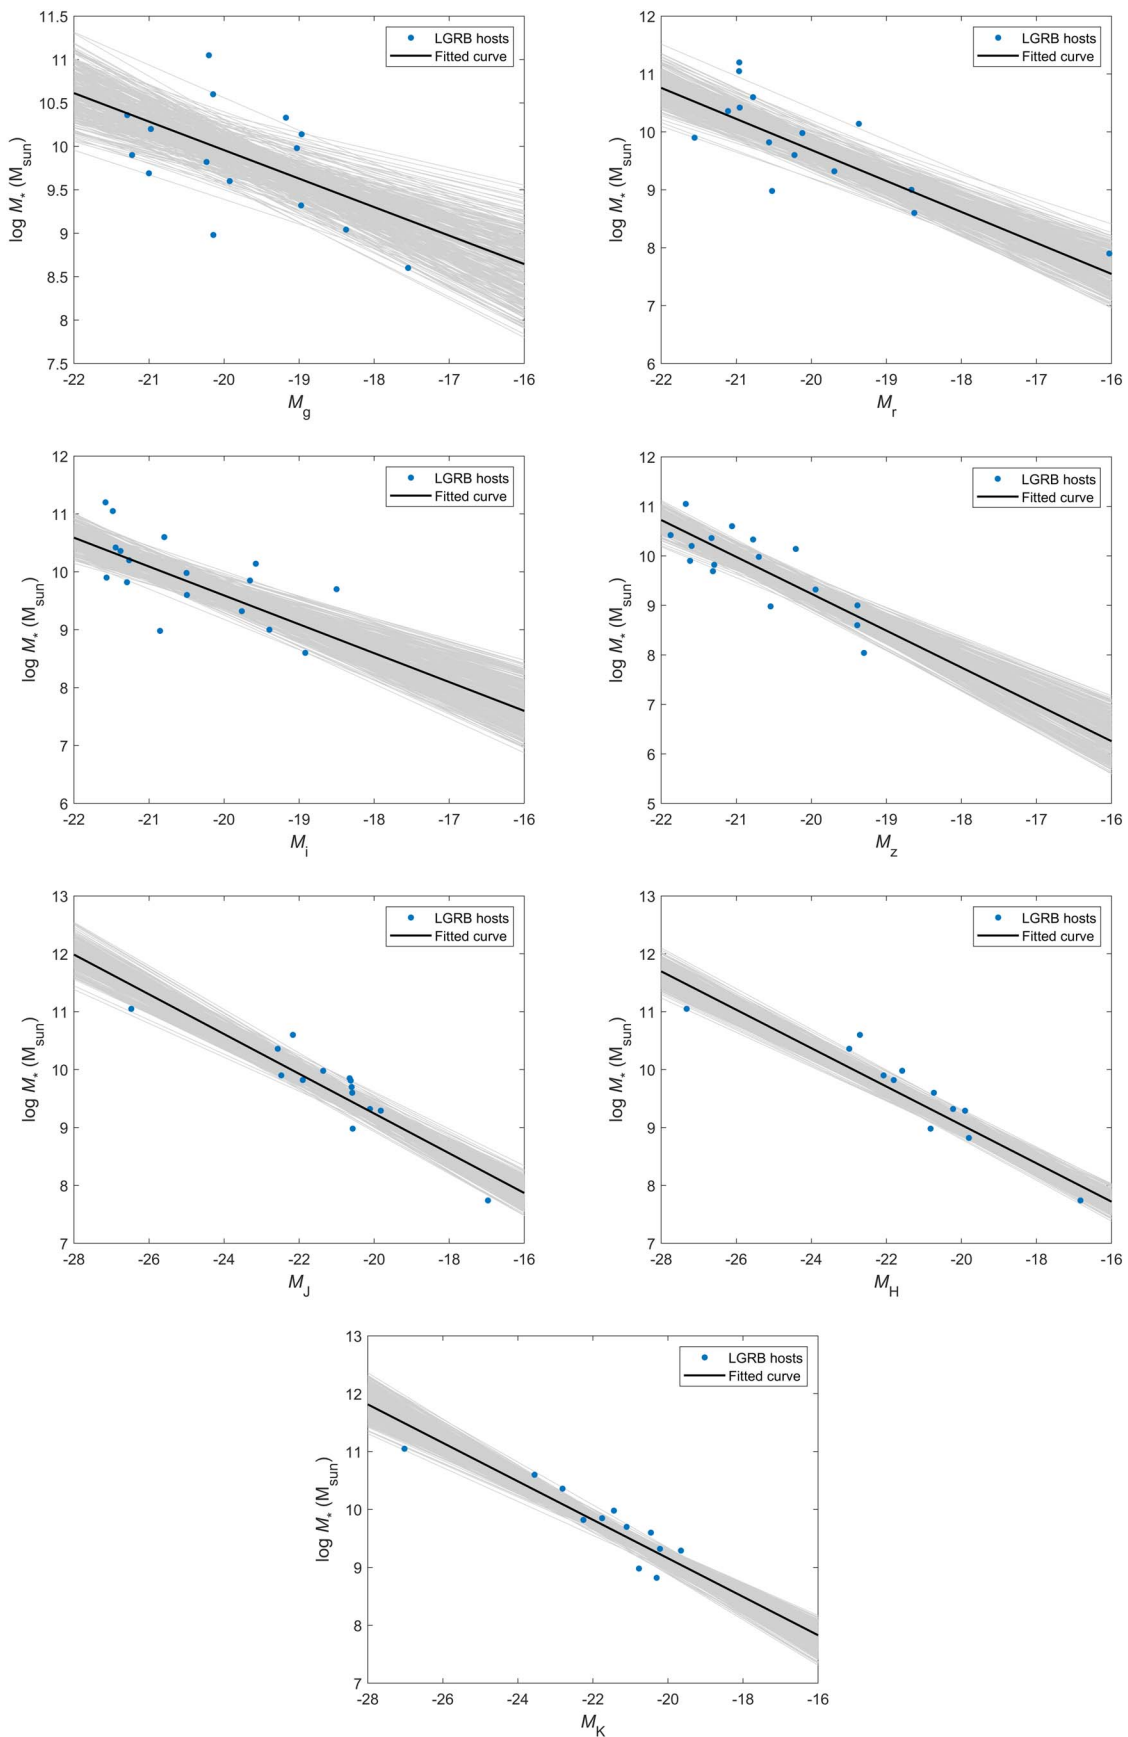 11.5
11
10.5
10
9.5
9
8.5
8
7.5
log M* (Msun)
LGRB hosts
Fitted curve
-22 -21 -20 -19 -18 -17 -16
Mg
12
11
10
9
8
7
6
log M* (Msun)
LGRB hosts
Fitted curve
-22 -21 -20 -19 -18 -17 -16
Mr
12
11
10
9
8
7
6
log M* (Msun)
LGRB hosts
Fitted curve
-22 -21 -20 -19 -18 -17 -16
Mi
12
11
10
9
8
7
6
5
log M* (Msun)
LGRB hosts
Fitted curve
-22 -21 -20 -19 -18 -17 -16
Mz
13
12
11
10
9
8
7
log M* (Msun)
LGRB hosts
Fitted curve
-28 -26 -24 -22 -20 -18 -16
MJ
13
12
11
10
9
8
7
log M* (Msun)
LGRB hosts
Fitted curve
-28 -26 -24 -22 -20 -18 -16
MH
13
12
11
10
9
8
7
log M* (Msun)
LGRB hosts
Fitted curve
-28 -26 -24 -22 -20 -18 -16
MK